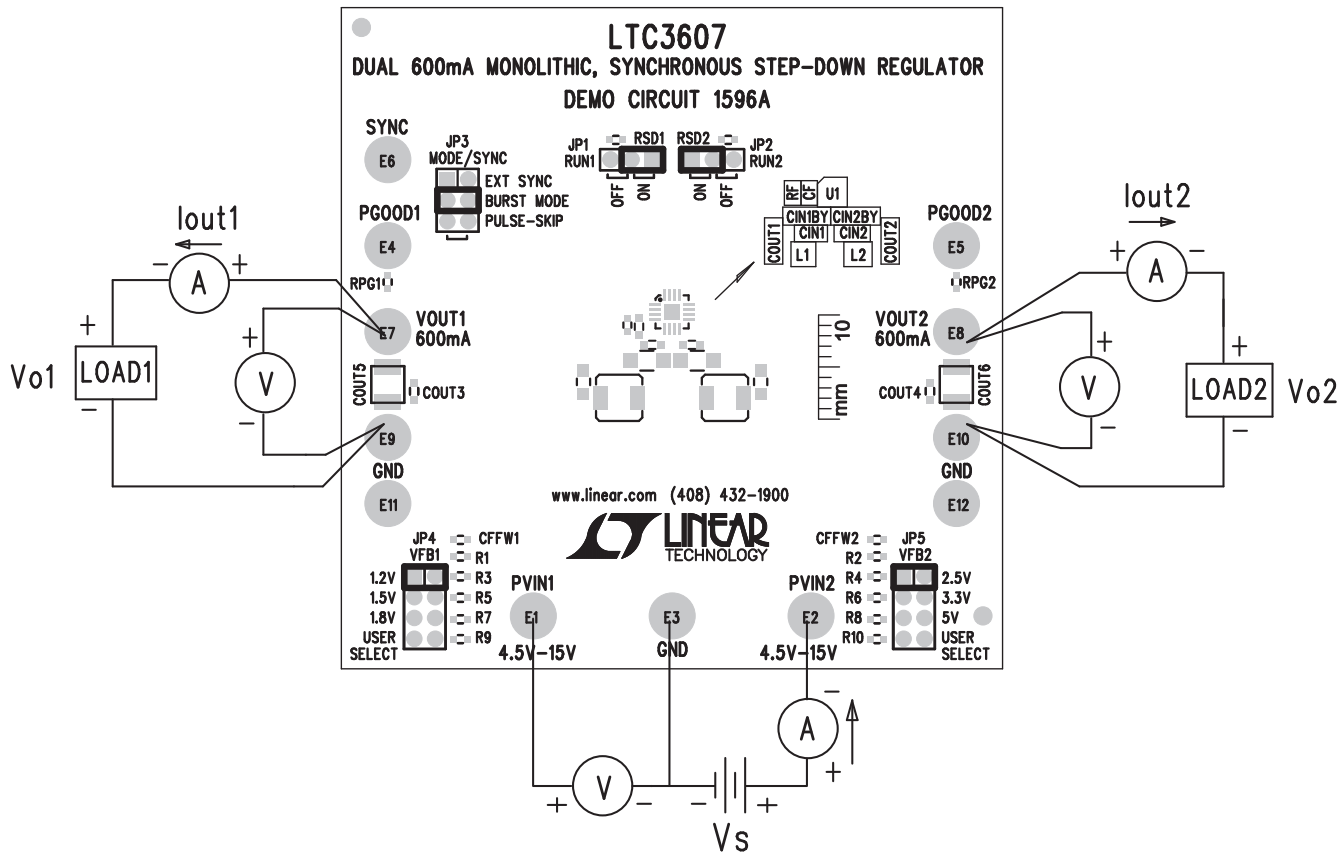 LTC3607
DUAL 600mA MONOLITHIC, SYNCHRONOUS STEP-DOWN REGULATOR
DEMO CIRCUIT 1596A
SYNC
E6
JP3
MODE/SYNC
EXT SYNC
BURST MODE
PULSE-SKIP
JP1
RUN1
RSD1
OFF
ON
RSD2
JP2
RUN2
ON
OFF
RF
CF
U1
CIN1BY
CIN2BY
COUT1
CIN1
CIN2
COUT2
L1
L2
PGOOD1
E4
RPG1
PGOOD2
E5
RPG2
Iout1
- A +
Iout2
+ A -
E7
VOUT1
600mA
VOUT2
600mA
E8
10
mm
+
V
-
+
V
-
Vo1
+
LOAD1
-
+
LOAD2
-
Vo2
COUT5
COUT3
COUT4
COUT6
E9
GND
E11
E10
GND
E12
www.linear.com (408) 432-1900
LINEAR
TECHNOLOGY
JP4
VFB1
CFFW1
R1
1.2V
R3
1.5V
R5
1.8V
R7
USER
SELECT
R9
CFFW2
JP5
VFB2
R2
R4
2.5V
R6
3.3V
R8
5V
R10
USER
SELECT
PVIN1
E1
4.5V-15V
E3
GND
PVIN2
E2
4.5V-15V
-
A
+
+ V -
- +
Vs